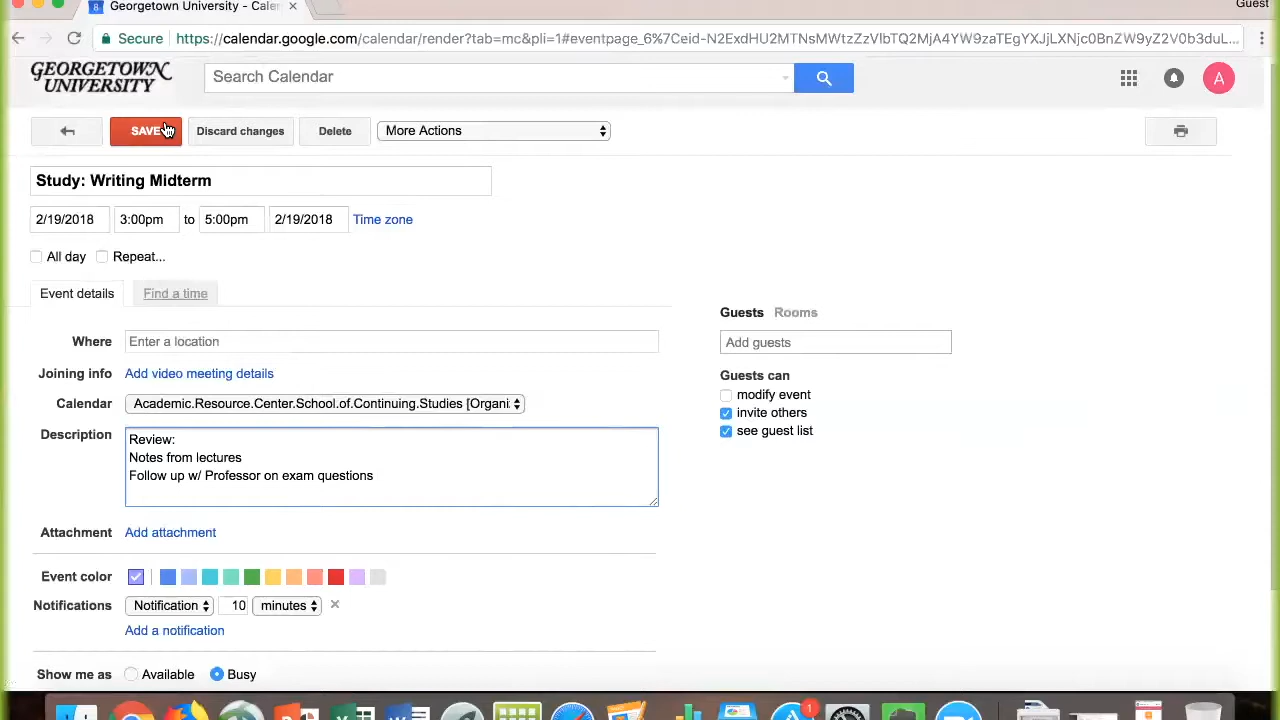 Guest
Georgetown University - Calen
Secure https://calendar.google.com/calendar/render?tab=mc&pli=1#eventpage_6%7Ceid-
GEORGETOWN
UNIVERSITY
Search Calendar
A
SAVE
Discard changes
Delete
More Actions
Study: Writing Midterm
2/19/2018 3:00pm to 5:00pm 2/19/2018 Time zone
All day Repeat...
Event details Find a time
Guests Rooms
Where Enter a location
Add guests
Joining info Add video meeting details
Guests can
modify event
Calendar Academic.Resource.Center.School.of.Continuing.Studies [Organi
invite others
see guest list
Description Review:
Notes from lectures
Follow up w/ Professor on exam questions
Attachment Add attachment
Event color
Notifications Notification 10 minutes
Add a notification
Show me as Available Busy
1